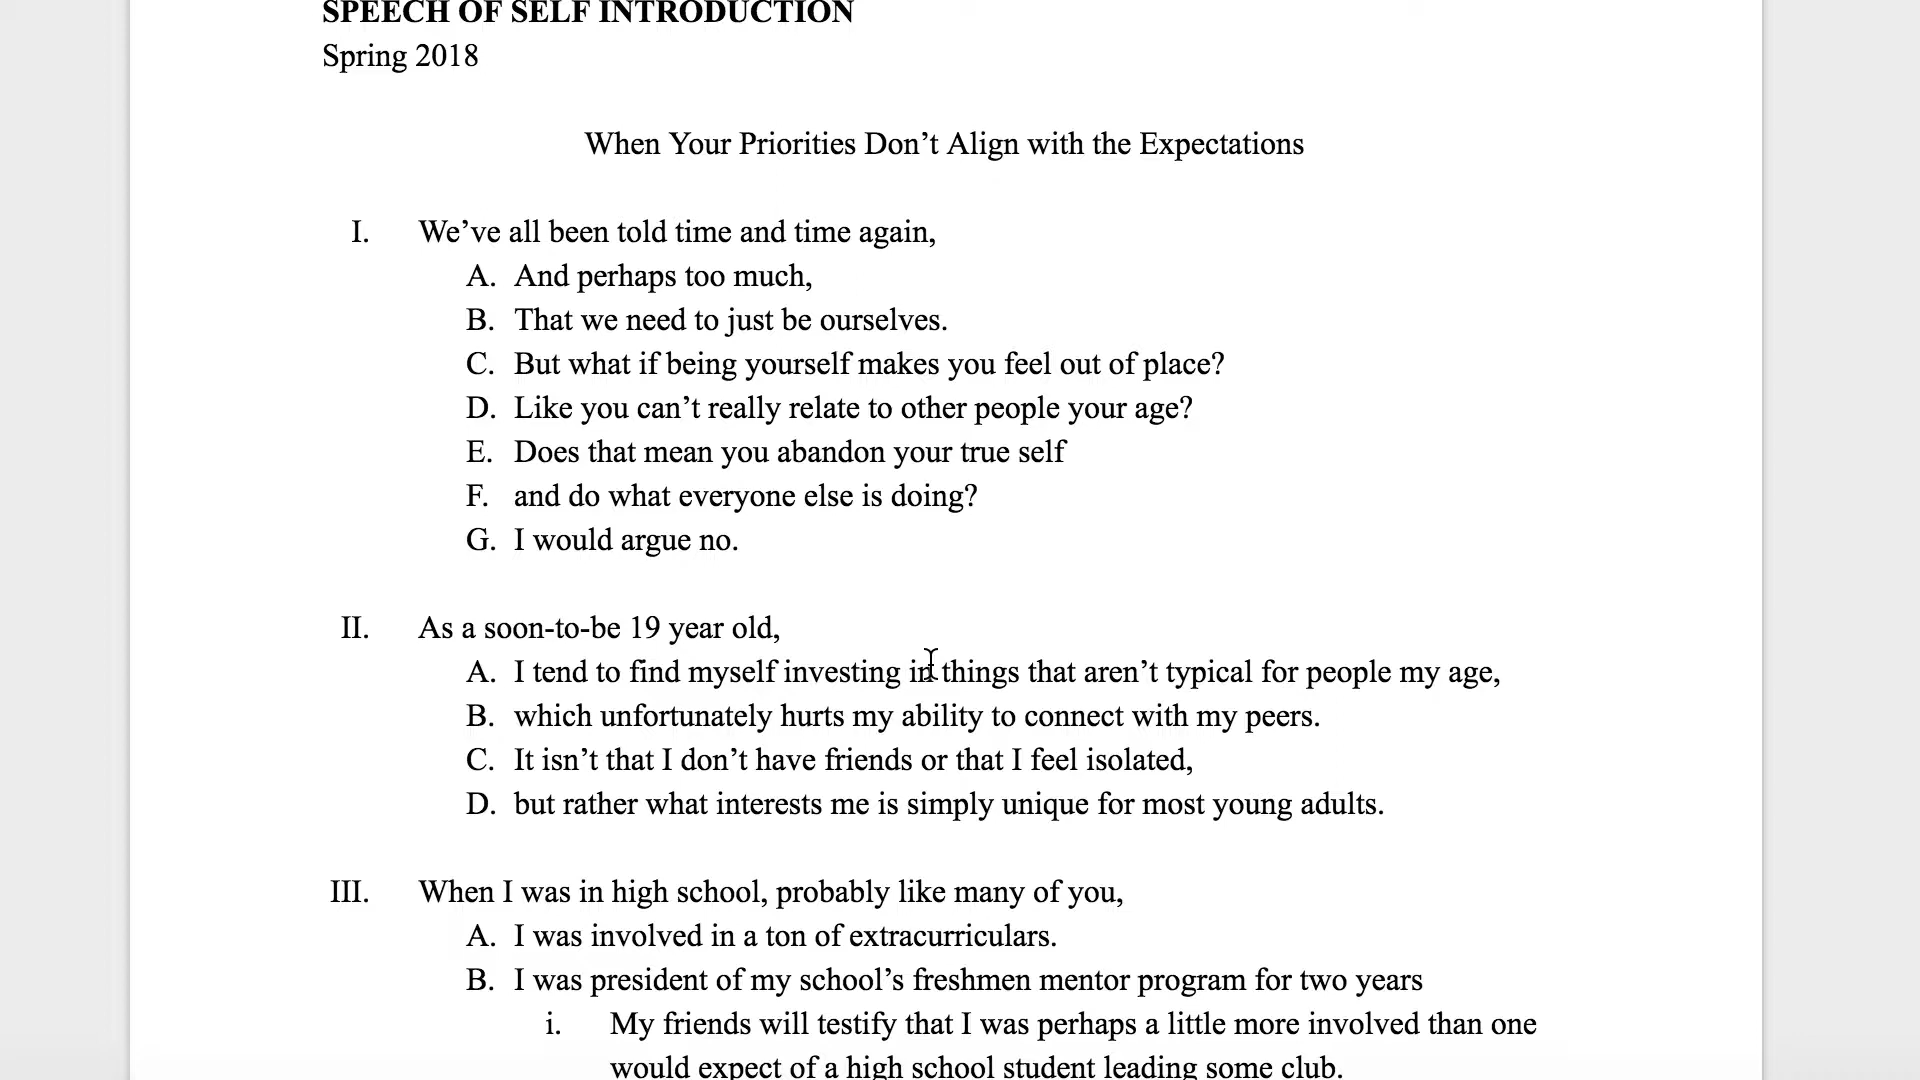 SPEECH OF SELF INTRODUCTION
Spring 2018
When Your Priorities Don’t Align with the Expectations
I. We’ve all been told time and time again,
A. And perhaps too much,
B. That we need to just be ourselves.
C. But what if being yourself makes you feel out of place?
D. Like you can’t really relate to other people your age?
E. Does that mean you abandon your true self
F. and do what everyone else is doing?
G. I would argue no.
II. As a soon-to-be 19 year old,
A. I tend to find myself investing in things that aren’t typical for people my age,
B. which unfortunately hurts my ability to connect with my peers.
C. It isn’t that I don’t have friends or that I feel isolated,
D. but rather what interests me is simply unique for most young adults.
III. When I was in high school, probably like many of you,
A. I was involved in a ton of extracurriculars.
B. I was president of my school’s freshmen mentor program for two years
i. My friends will testify that I was perhaps a little more involved than one
would expect of a high school student leading some club.